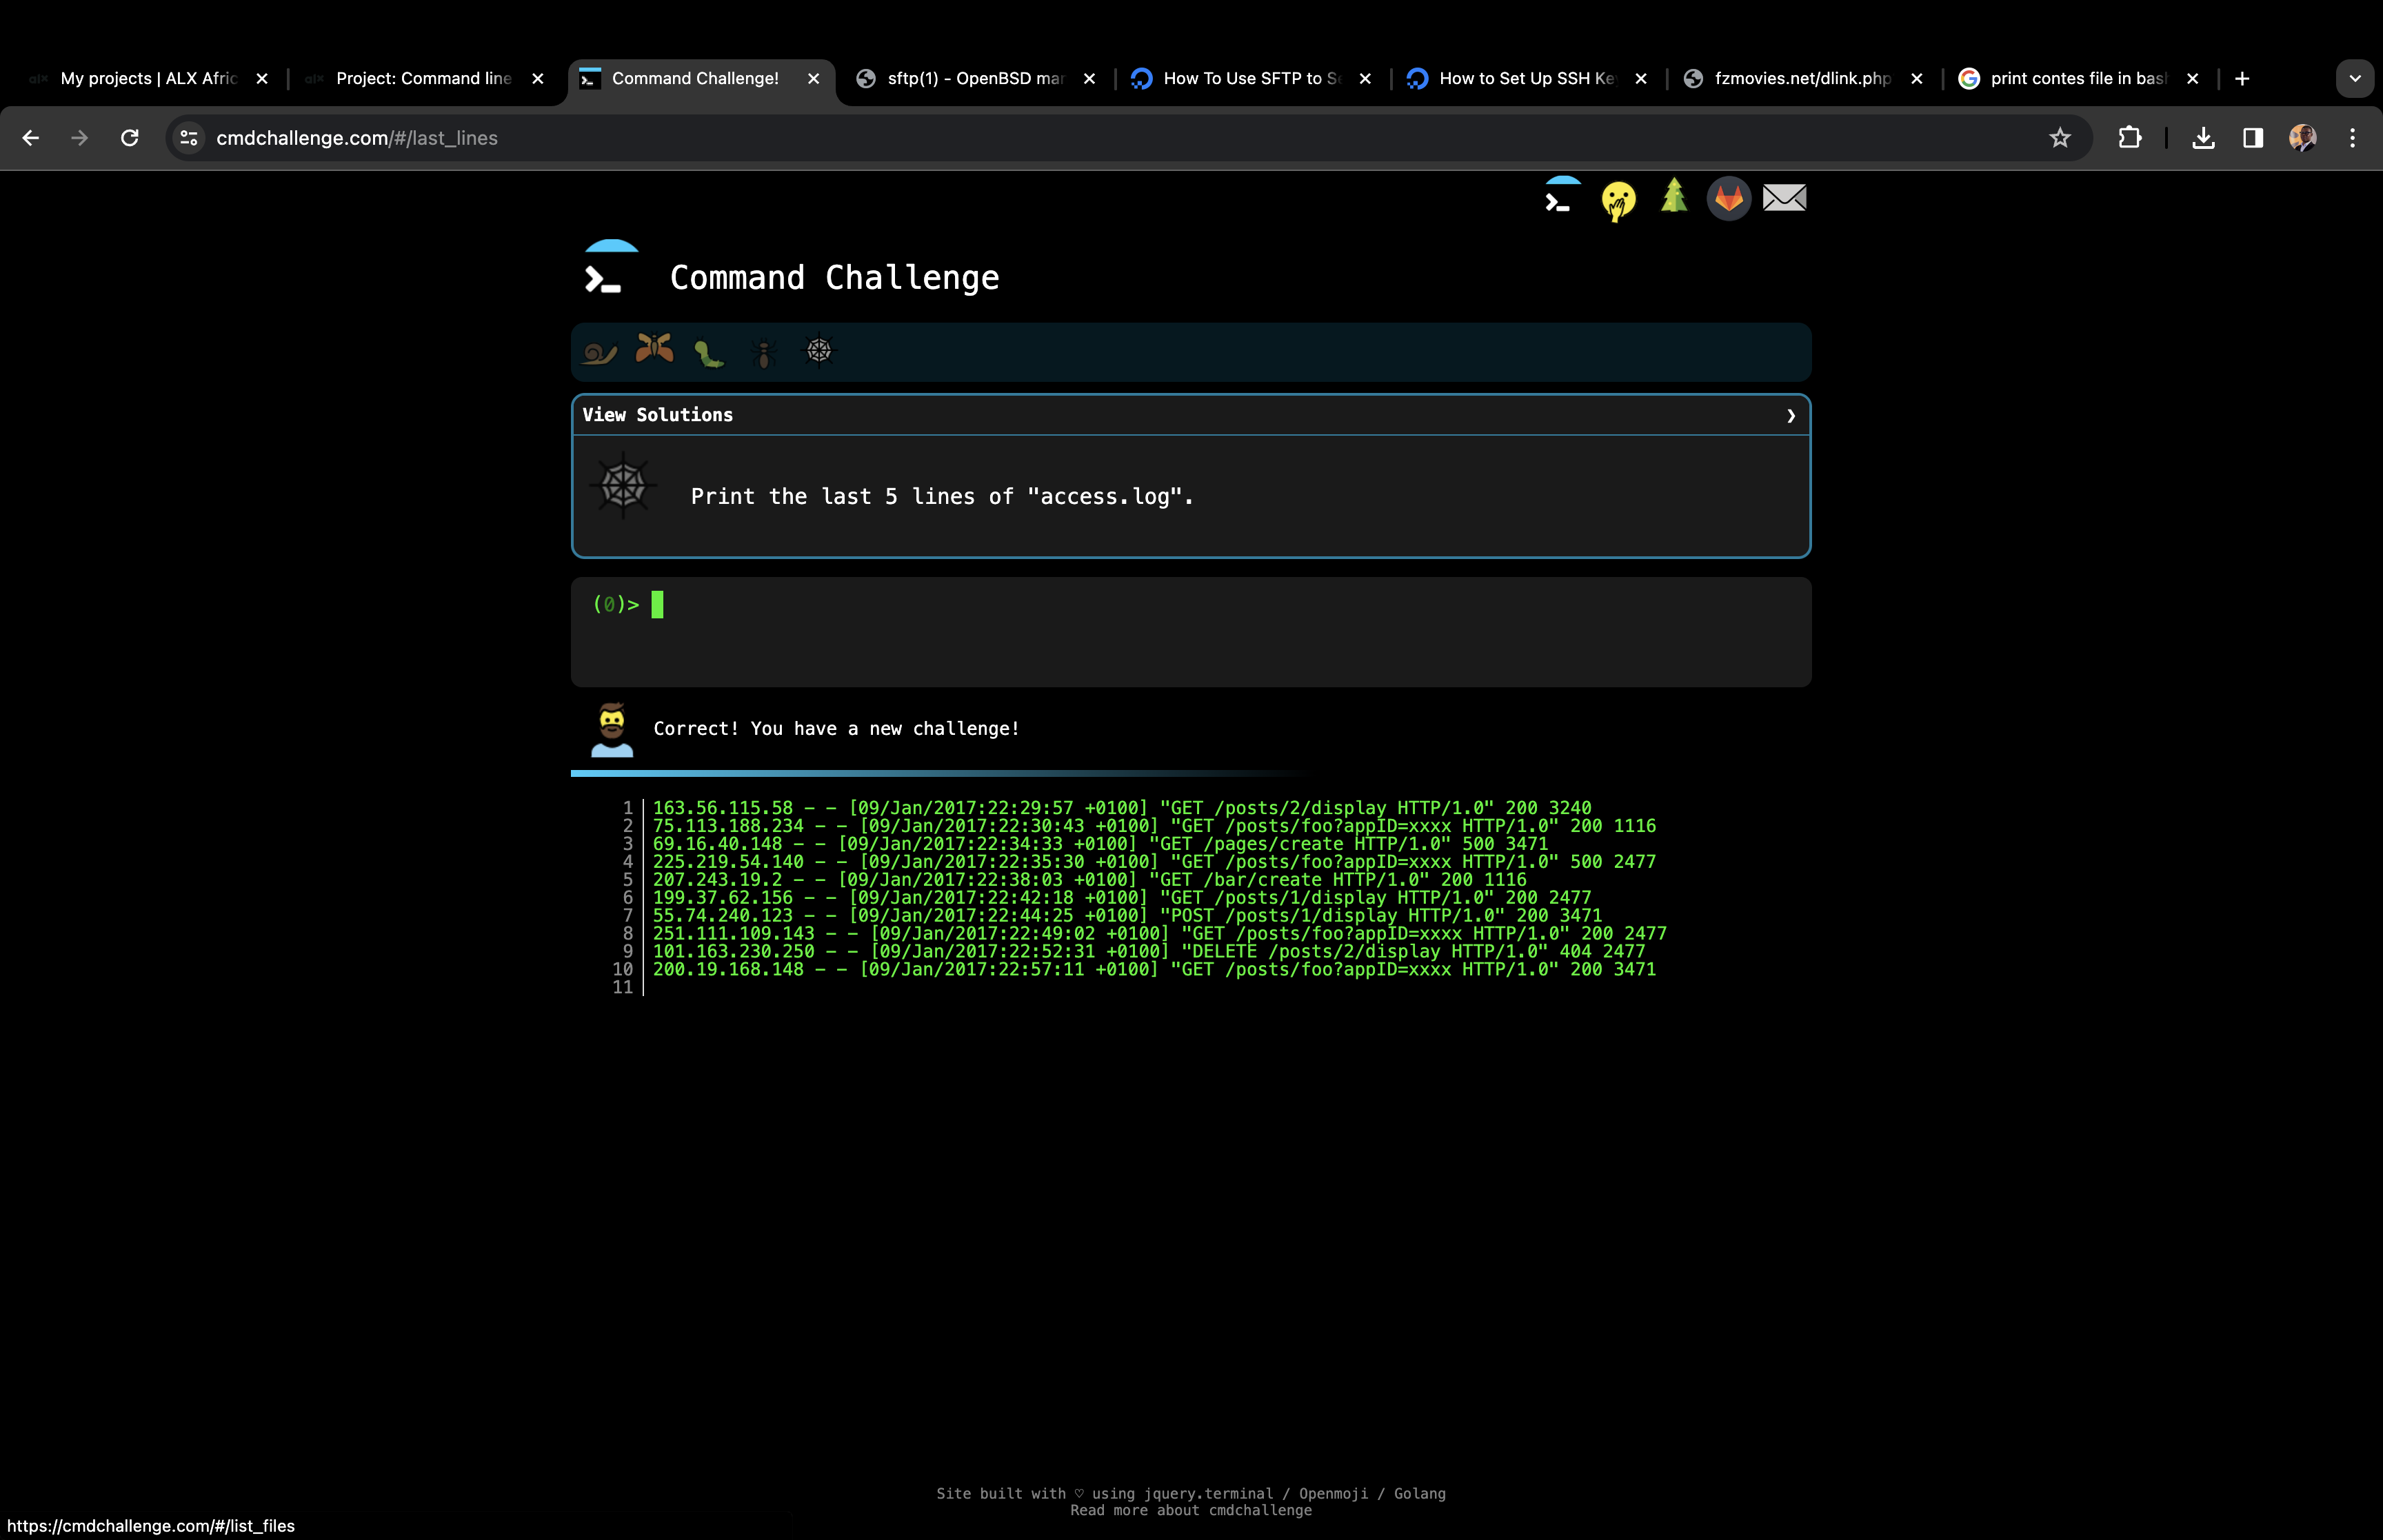 My projects | ALX Afric
Project: Command line
Command Challenge!
sftp(1) - OpenBSD mar
How To Use SFTP to Se
How to Set Up SSH Key
fzmovies.net/dlink.php
print contes file in bash
cmdchallenge.com/#/last_lines
Command Challenge
View Solutions
Print the last 5 lines of "access.log".
(0)>
Correct! You have a new challenge!
1 163.56.115.58 - - [09/Jan/2017:22:29:57 +0100] "GET /posts/2/display HTTP/1.0" 200 3240
2 75.113.188.234 - - [09/Jan/2017:22:30:43 +0100] "GET /posts/foo?appID=xxxx HTTP/1.0" 200 1116
3 69.16.40.148 - - [09/Jan/2017:22:34:33 +0100] "GET /pages/create HTTP/1.0" 500 3471
4 225.219.54.140 - - [09/Jan/2017:22:35:30 +0100] "GET /posts/foo?appID=xxxx HTTP/1.0" 500 2477
5 207.243.19.2 - - [09/Jan/2017:22:38:03 +0100] "GET /bar/create HTTP/1.0" 200 1116
6 199.37.62.156 - - [09/Jan/2017:22:42:18 +0100] "GET /posts/1/display HTTP/1.0" 200 2477
7 55.74.240.123 - - [09/Jan/2017:22:44:25 +0100] "POST /posts/1/display HTTP/1.0" 200 3471
8 251.111.109.143 - - [09/Jan/2017:22:49:02 +0100] "GET /posts/foo?appID=xxxx HTTP/1.0" 200 2477
9 101.163.230.250 - - [09/Jan/2017:22:52:31 +0100] "DELETE /posts/2/display HTTP/1.0" 404 2477
10 200.19.168.148 - - [09/Jan/2017:22:57:11 +0100] "GET /posts/foo?appID=xxxx HTTP/1.0" 200 3471
11
Site built with ♡ using jquery.terminal / Openmoji / Golang
Read more about cmdchallenge
https://cmdchallenge.com/#/list_files